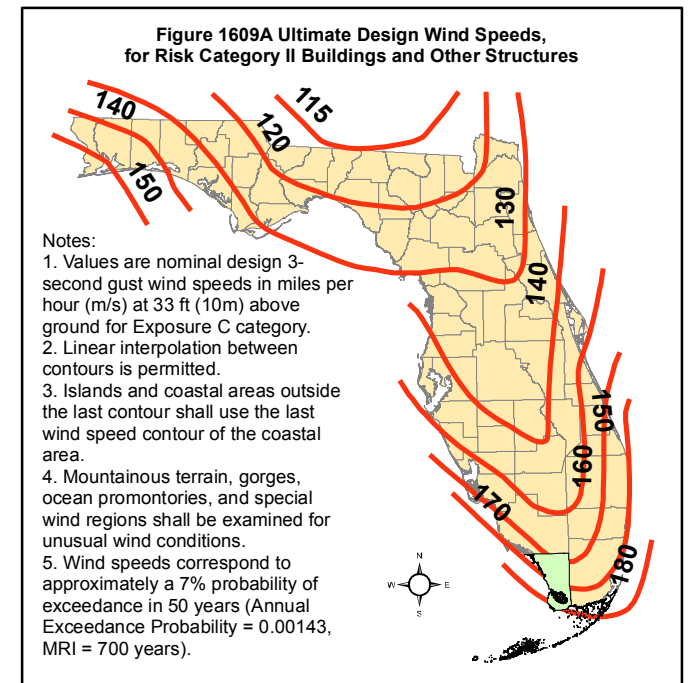 Figure 1609A Ultimate Design Wind Speeds,
for Risk Category II Buildings and Other Structures
115
140
120
150
130
Notes:
1. Values are nominal design 3-
second gust wind speeds in miles per
hour (m/s) at 33 ft (10m) above
ground for Exposure C category.
2. Linear interpolation between
contours is permitted.
3. Islands and coastal areas outside
the last contour shall use the last
wind speed contour of the coastal
area.
4. Mountainous terrain, gorges,
ocean promontories, and special
wind regions shall be examined for
unusual wind conditions.
5. Wind speeds correspond to
approximately a 7% probability of
exceedance in 50 years (Annual
Exceedance Probability = 0.00143,
MRI = 700 years).
140
150
160
170
180
N
W
E
S